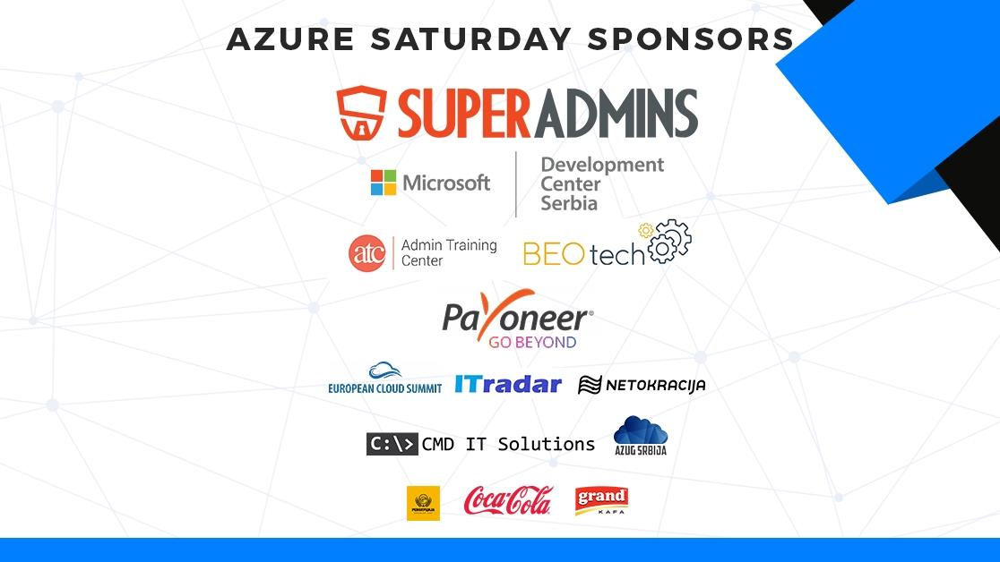 AZURE SATURDAY SPONSORS
SUPERADMINS
Microsoft
Development
Center
Serbia
atc
Admin Training
Center
BEOtech
Payoneer®
GO BEYOND
EUROPEAN CLOUD SUMMIT
ITradar
NETOKRACIJA
C:\>
CMD IT Solutions
AZUG SRBIJA
Coca-Cola
grand
KAFA